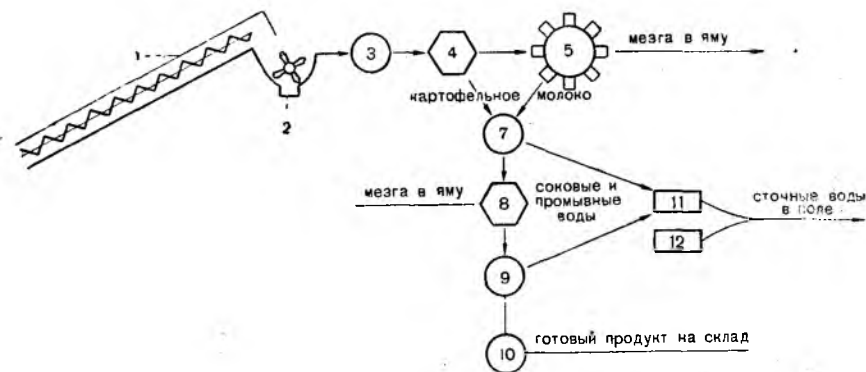 1
2
3
4
5
мезга в яму
картофельное молоко
7
мезга в яму
8
соковые и
промывные
воды
11
12
сточные воды
в поле
9
10
готовый продукт на склад